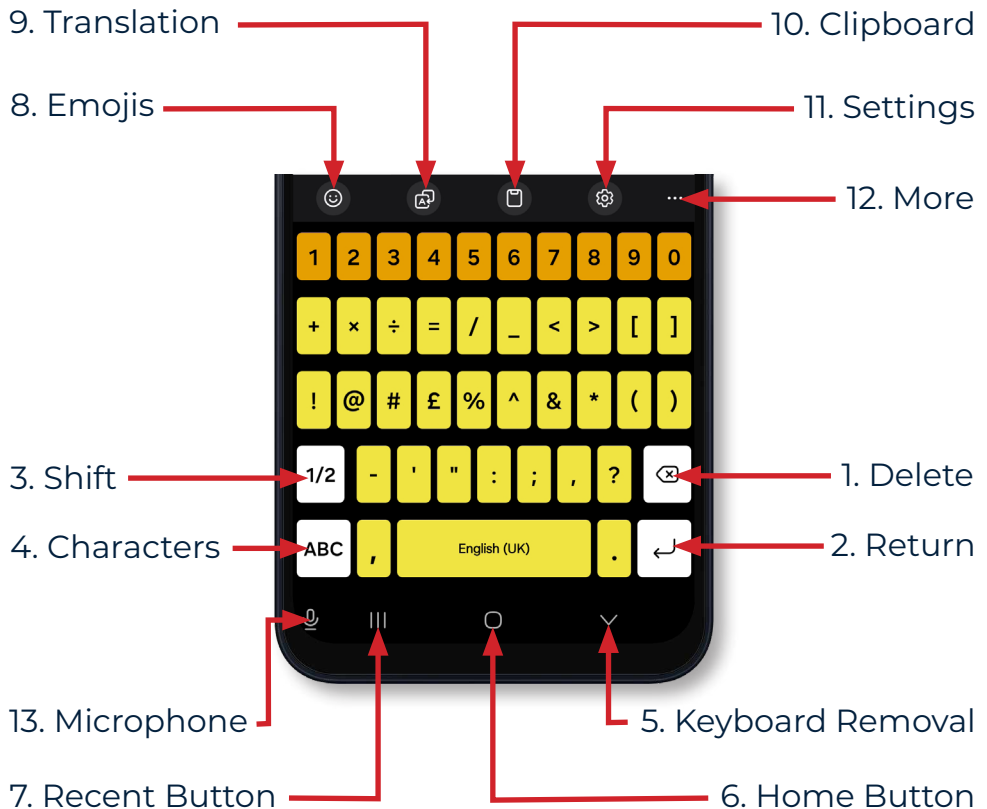 9. Translation
10. Clipboard
8. Emojis
11. Settings
12. More
1 2 3 4 5 6 7 8 9 0
+ × ÷ = / _ < > [ ]
! @ # £ % ^ & * ( )
3. Shift
1/2 - ' " : ; , ?
1. Delete
4. Characters
ABC , English (UK) .
2. Return
13. Microphone
5. Keyboard Removal
7. Recent Button
6. Home Button